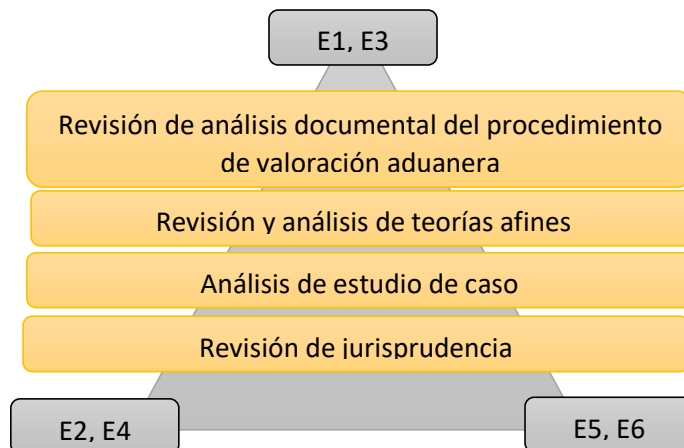 E1, E3
Revisión de análisis documental del procedimiento
de valoración aduanera
Revisión y análisis de teorías afines
Análisis de estudio de caso
Revisión de jurisprudencia
E2, E4
E5, E6